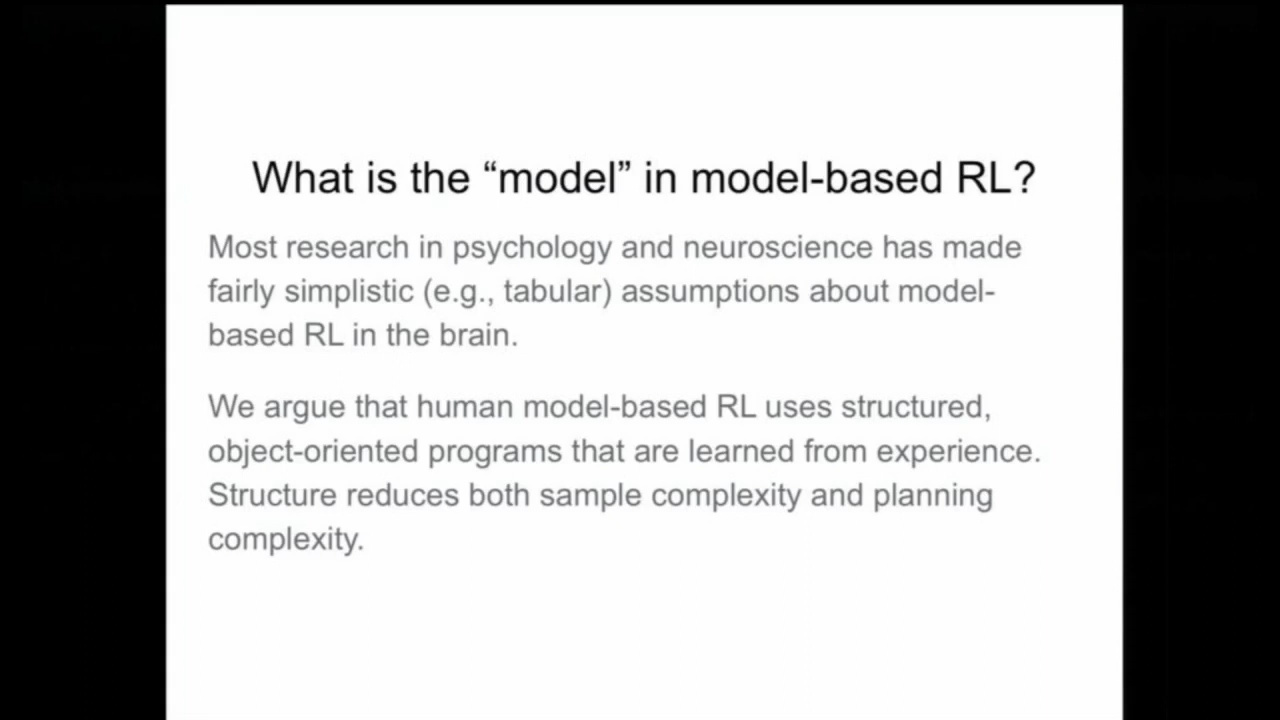 What is the “model” in model-based RL?
Most research in psychology and neuroscience has made
fairly simplistic (e.g., tabular) assumptions about model-
based RL in the brain.
We argue that human model-based RL uses structured,
object-oriented programs that are learned from experience.
Structure reduces both sample complexity and planning
complexity.